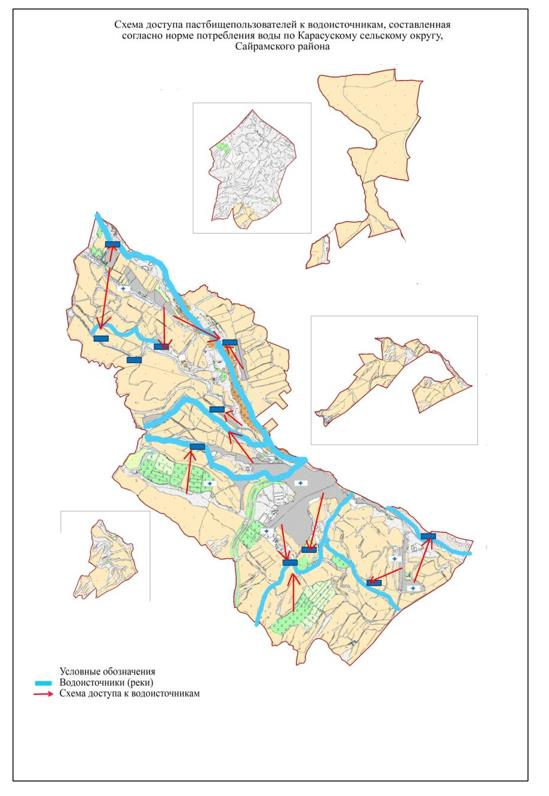 Схема доступа пастбищепользователей к водоисточникам, составленная
согласно норме потребления воды по Карасускому сельскому округу,
Сайрамского района
Условные обозначения
Водоисточники (реки)
Схема доступа к водоисточникам